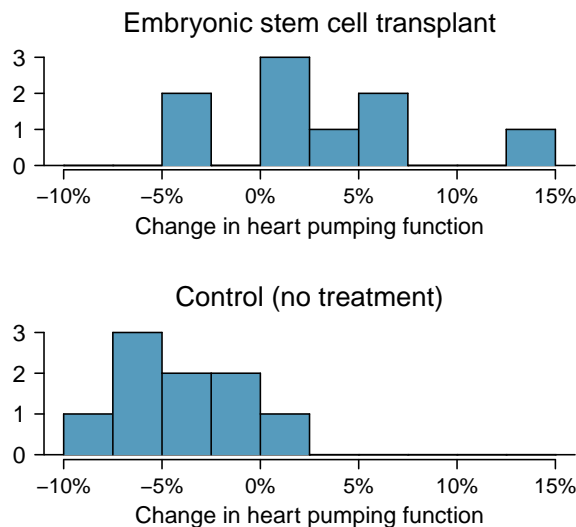 Embryonic stem cell transplant
3
2
1
0
−10% −5% 0% 5% 10% 15%
Change in heart pumping function
Control (no treatment)
3
2
1
0
−10% −5% 0% 5% 10% 15%
Change in heart pumping function